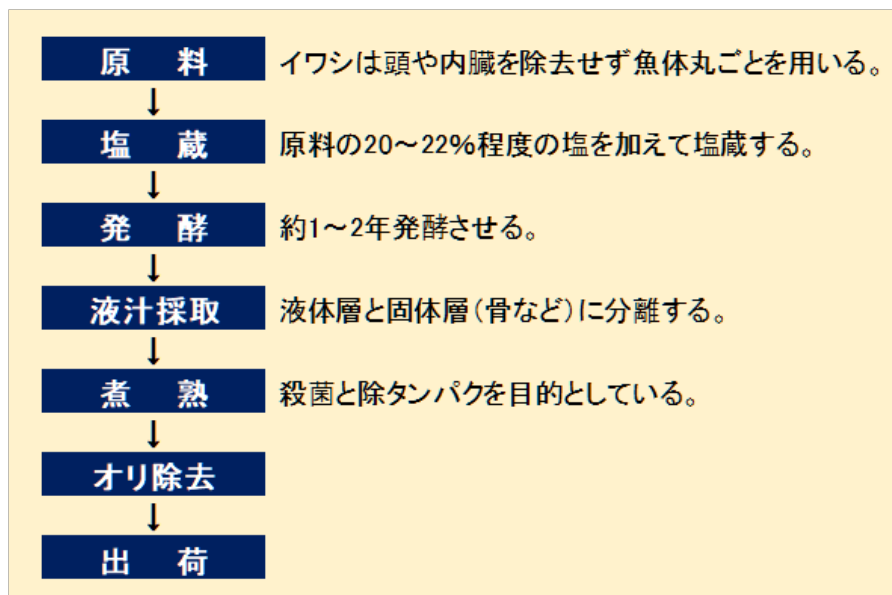 原料 イワシは頭や内臓を除去せず魚体丸ごとを用いる。
↓
塩蔵 原料の20～22%程度の塩を加えて塩蔵する。
↓
発酵 約1～2年発酵させる。
↓
液汁採取 液体層と固体層(骨など)に分離する。
↓
煮熟 殺菌と除タンパクを目的としている。
↓
オリ除去
↓
出荷